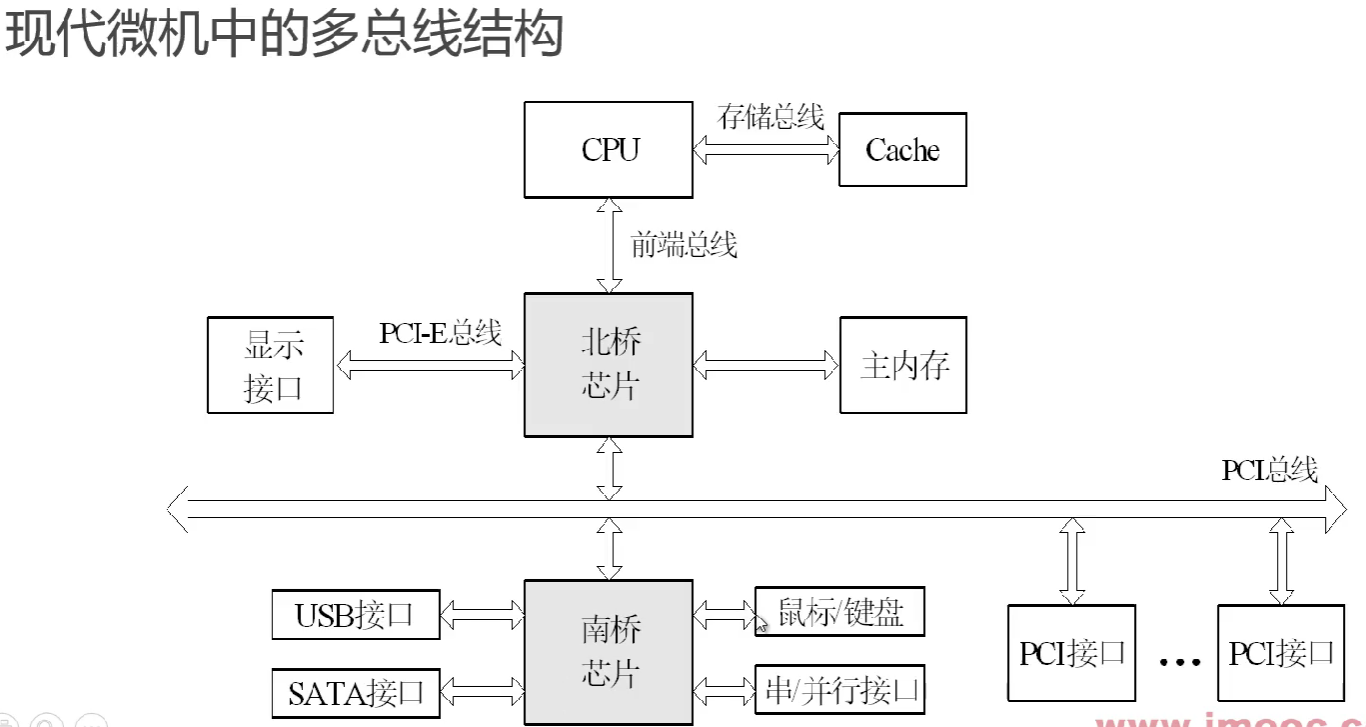 现代微机中的多总线结构
存储总线
CPU
Cache
前端总线
PCI-E总线
显示
接口
北桥
芯片
主内存
PCI总线
USB接口
南桥
芯片
鼠标/键盘
SATA接口
串/并行接口
PCI接口
...
PCI接口